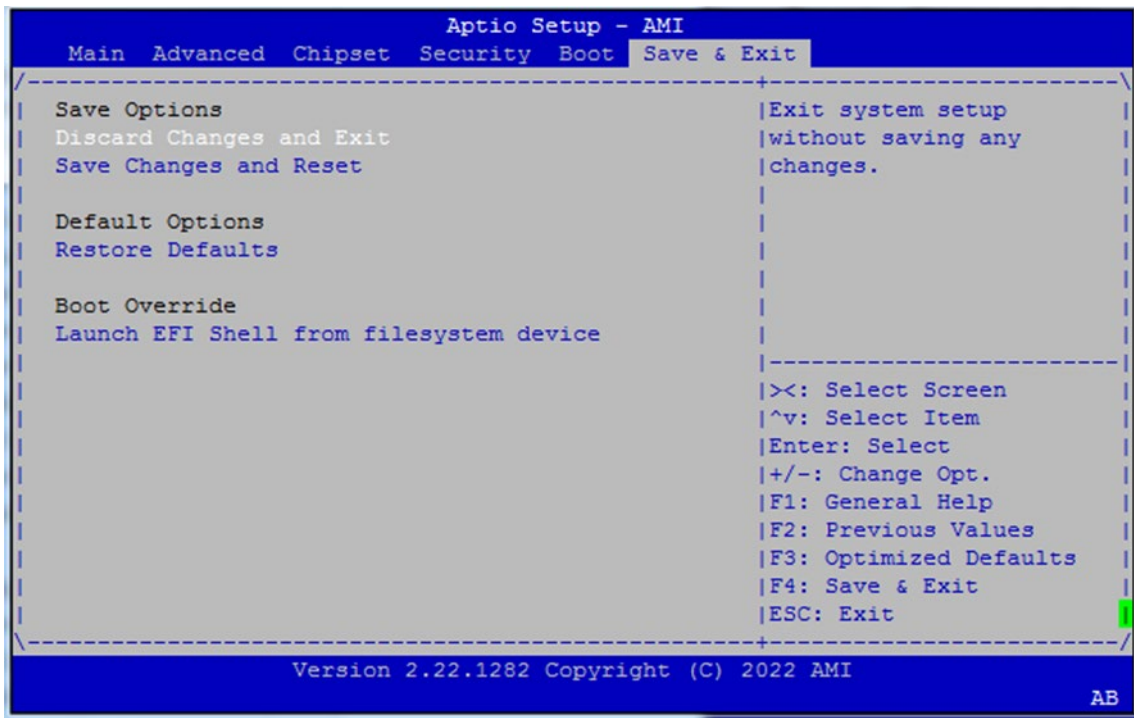 Aptio Setup - AMI
Main Advanced Chipset Security Boot Save & Exit
Save Options
Discard Changes and Exit
Save Changes and Reset
Default Options
Restore Defaults
Boot Override
Launch EFI Shell from filesystem device
Exit system setup
without saving any
changes.
><: Select Screen
^v: Select Item
Enter: Select
+/-: Change Opt.
F1: General Help
F2: Previous Values
F3: Optimized Defaults
F4: Save & Exit
ESC: Exit
Version 2.22.1282 Copyright (C) 2022 AMI
AB